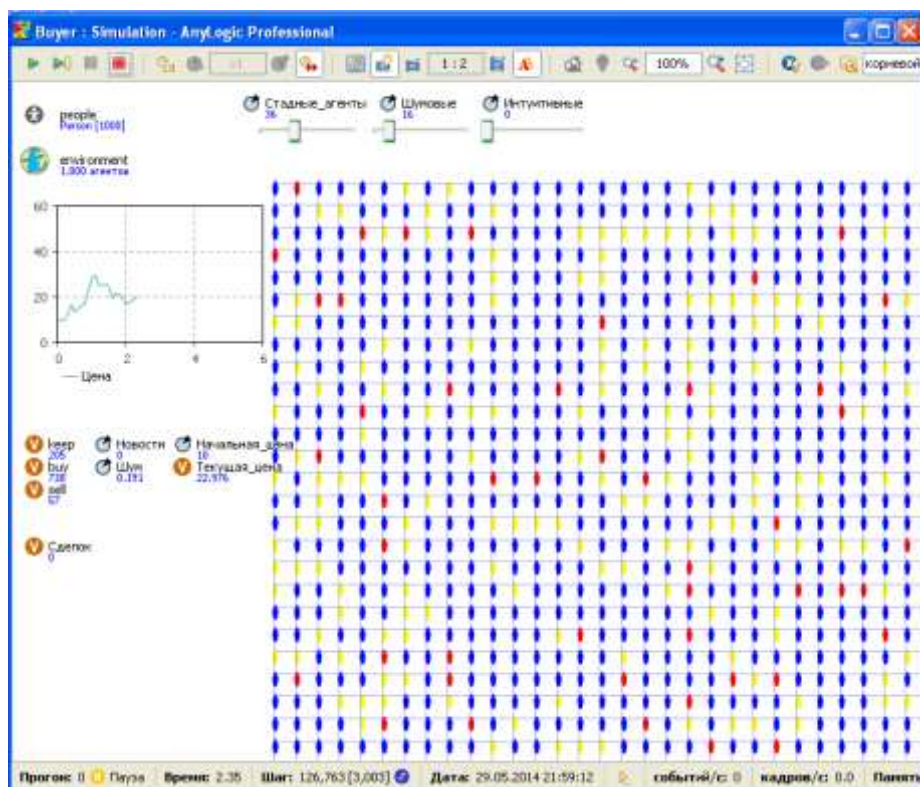 Buyer : Simulation - AnyLogic Professional
x1 1:2 100% корневой
people
Person [1000]
environment
1,000 агентов
Стадные_агенты
36
Шумовые
16
Интуитивные
0
60
40
20
0
0 2 4 6
Цена
keep
205
Новости
0
Начальная_цена
10
buy
738
Шум
0.191
Текущая_цена
22.976
sell
57
Сделок
0
Прогон: 0 Пауза Время: 2.35 Шаг: 126,763 [3,003] Дата: 29.05.2014 21:59:12 событий/с: 0 кадров/с: 0.0 Памят